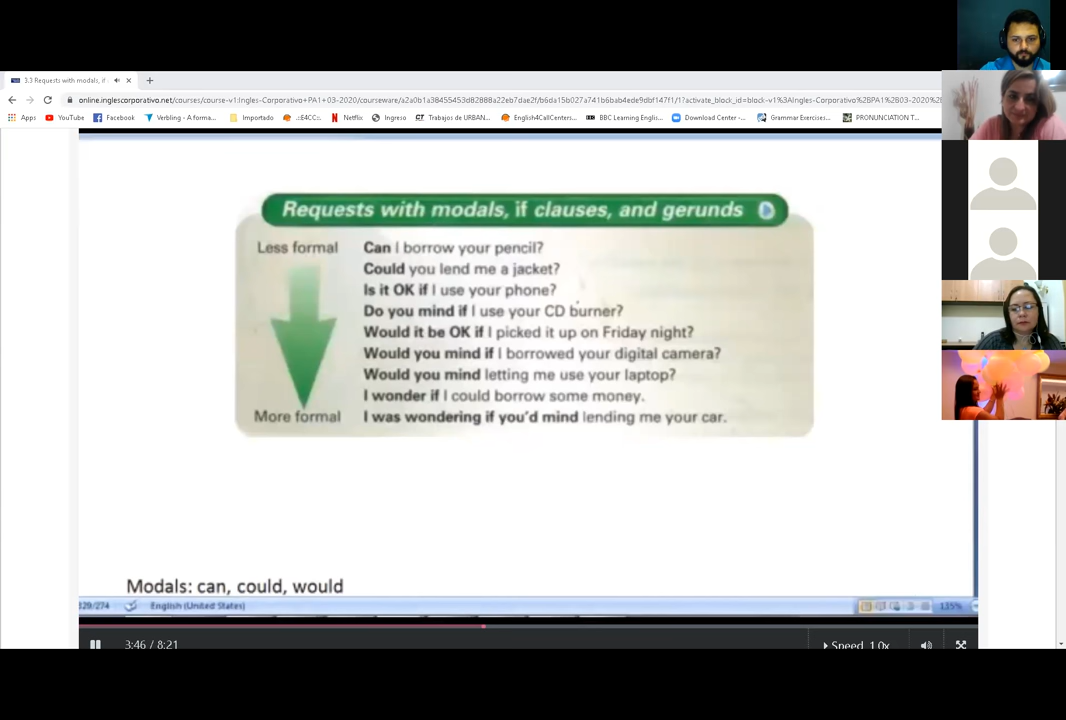 3.3 Requests with modals, if
online.inglescorporativo.net/courses/course-v1:Ingles-Corporativo+PA1+03-2020/courseware/
Apps YouTube Facebook Verbling - A forma... Importado .::E4CC::. Netflix Ingreso Trabajos de URBAN... English4CallCenters... BBC Learning Englis... Download Center -... Grammar Exercises... PRONUNCIATION T...
Requests with modals, if clauses, and gerunds
Less formal
Can I borrow your pencil?
Could you lend me a jacket?
Is it OK if I use your phone?
Do you mind if I use your CD burner?
Would it be OK if I picked it up on Friday night?
Would you mind if I borrowed your digital camera?
Would you mind letting me use your laptop?
I wonder if I could borrow some money.
More formal
I was wondering if you'd mind lending me your car.
Modals: can, could, would
329/274 English (United States) 135%
3:46 / 8:21 Speed 1.0x